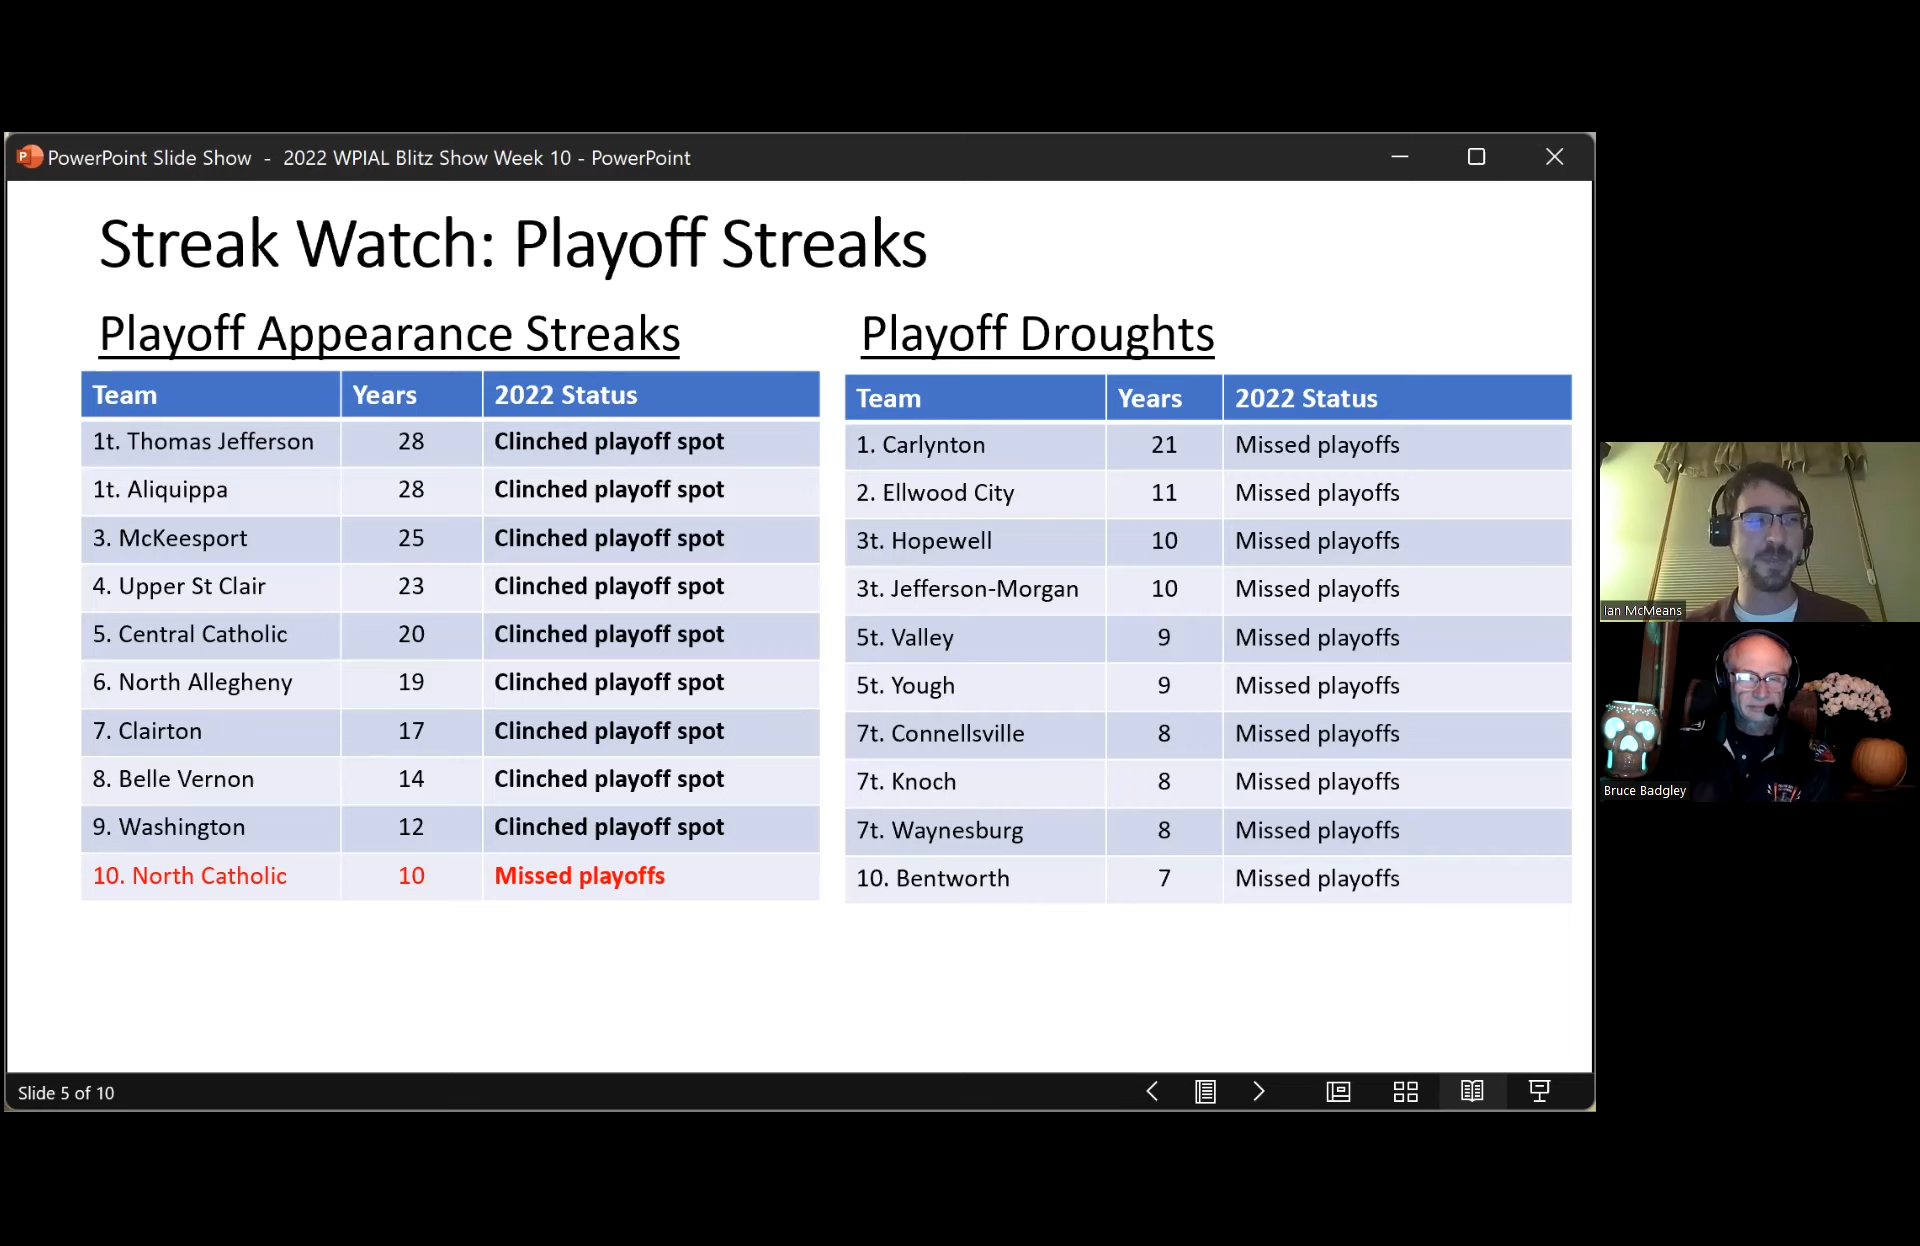 PowerPoint Slide Show - 2022 WPIAL Blitz Show Week 10 - PowerPoint
Streak Watch: Playoff Streaks
Playoff Appearance Streaks
Team Years 2022 Status
1t. Thomas Jefferson 28 Clinched playoff spot
1t. Aliquippa 28 Clinched playoff spot
3. McKeesport 25 Clinched playoff spot
4. Upper St Clair 23 Clinched playoff spot
5. Central Catholic 20 Clinched playoff spot
6. North Allegheny 19 Clinched playoff spot
7. Clairton 17 Clinched playoff spot
8. Belle Vernon 14 Clinched playoff spot
9. Washington 12 Clinched playoff spot
10. North Catholic 10 Missed playoffs
Playoff Droughts
Team Years 2022 Status
1. Carlynton 21 Missed playoffs
2. Ellwood City 11 Missed playoffs
3t. Hopewell 10 Missed playoffs
3t. Jefferson-Morgan 10 Missed playoffs
5t. Valley 9 Missed playoffs
5t. Yough 9 Missed playoffs
7t. Connellsville 8 Missed playoffs
7t. Knoch 8 Missed playoffs
7t. Waynesburg 8 Missed playoffs
10. Bentworth 7 Missed playoffs
Ian McMeans
Bruce Badgley
Slide 5 of 10